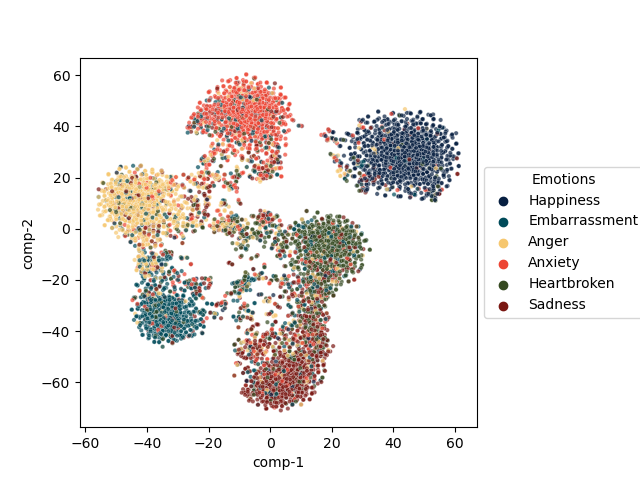 60
40
20
0
−20
−40
−60
comp-2
−60
−40
−20
0
20
40
60
comp-1
Emotions
Happiness
Embarrassment
Anger
Anxiety
Heartbroken
Sadness